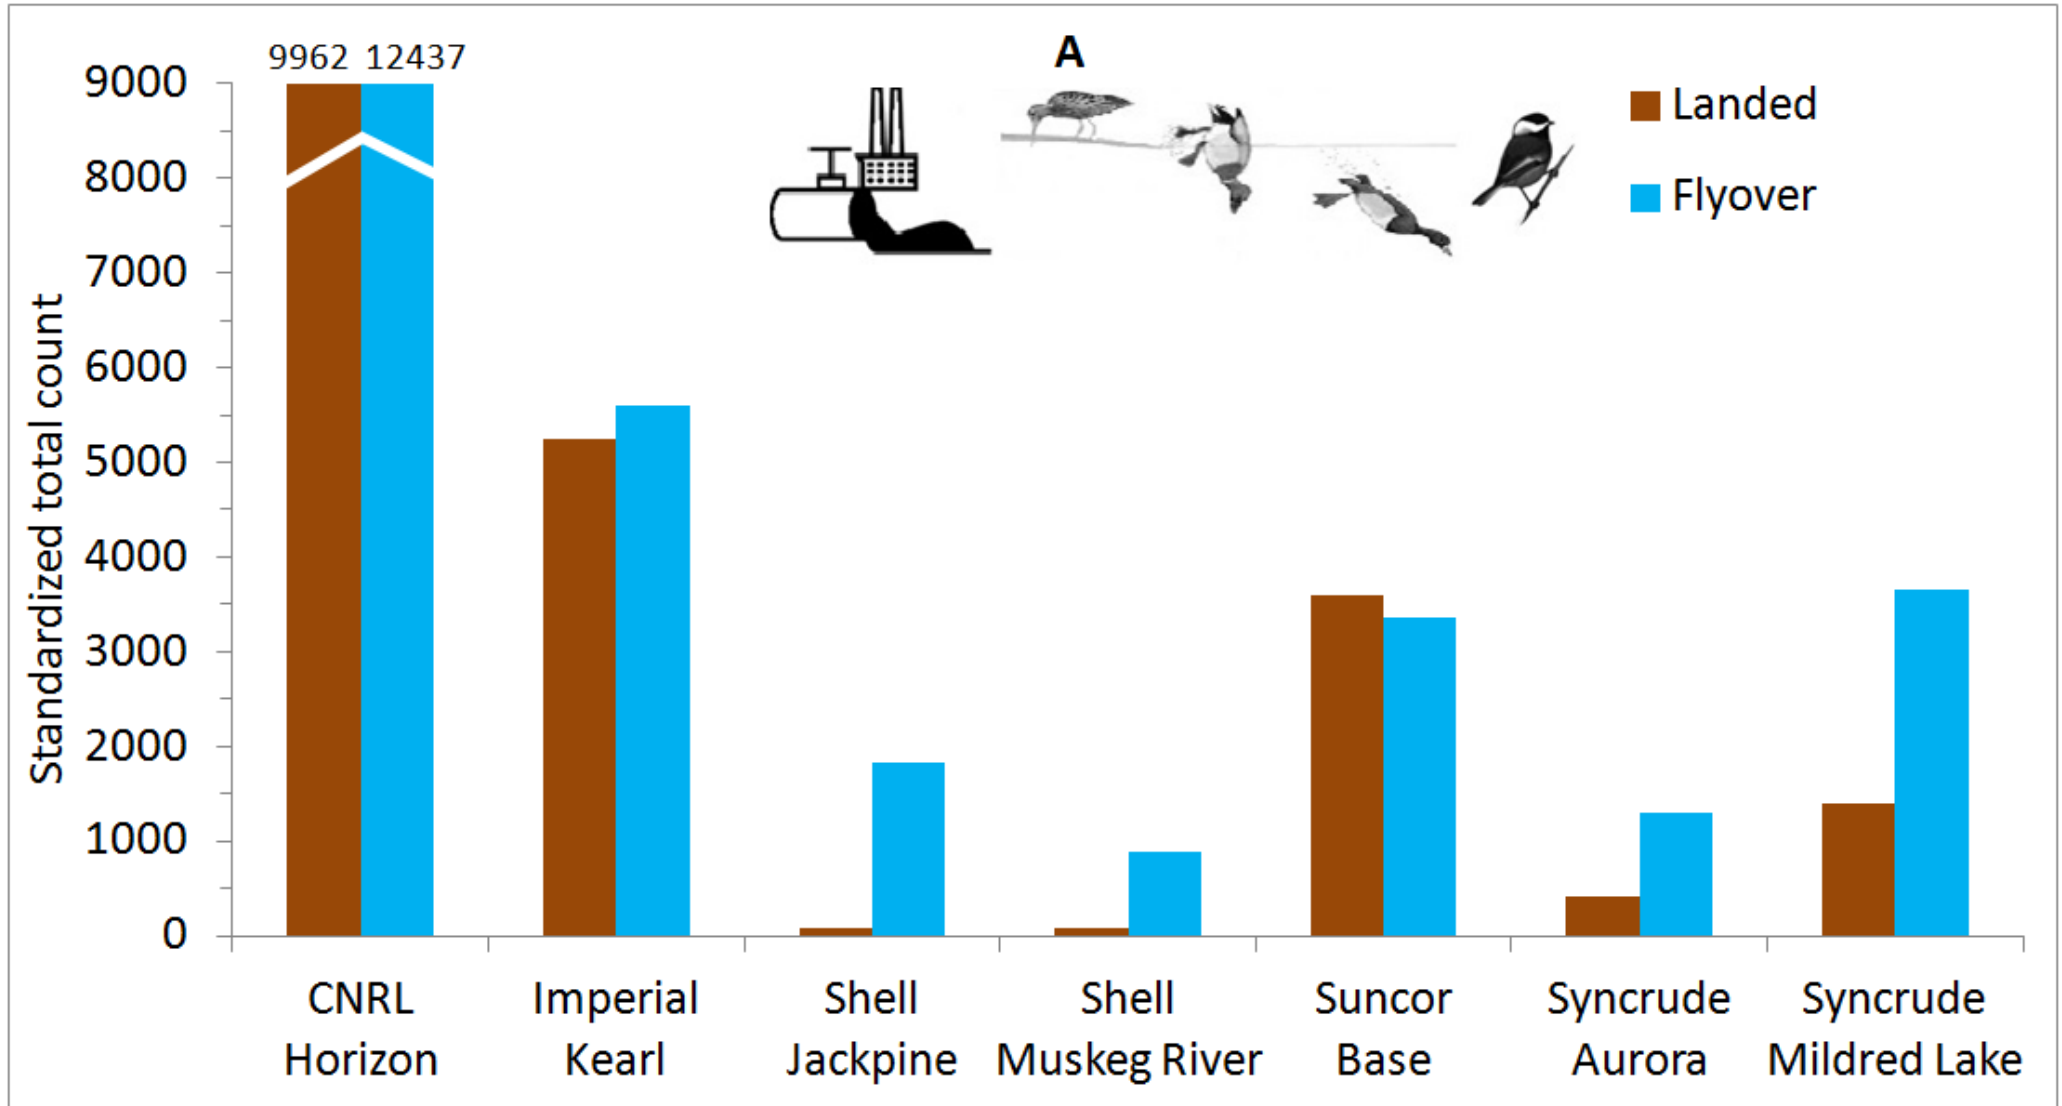 9962 12437
A
Landed
Flyover
Standardized total count
9000
8000
7000
6000
5000
4000
3000
2000
1000
0
CNRL
Horizon
Imperial
Kearl
Shell
Jackpine
Shell
Muskeg River
Suncor
Base
Syncrude
Aurora
Syncrude
Mildred Lake